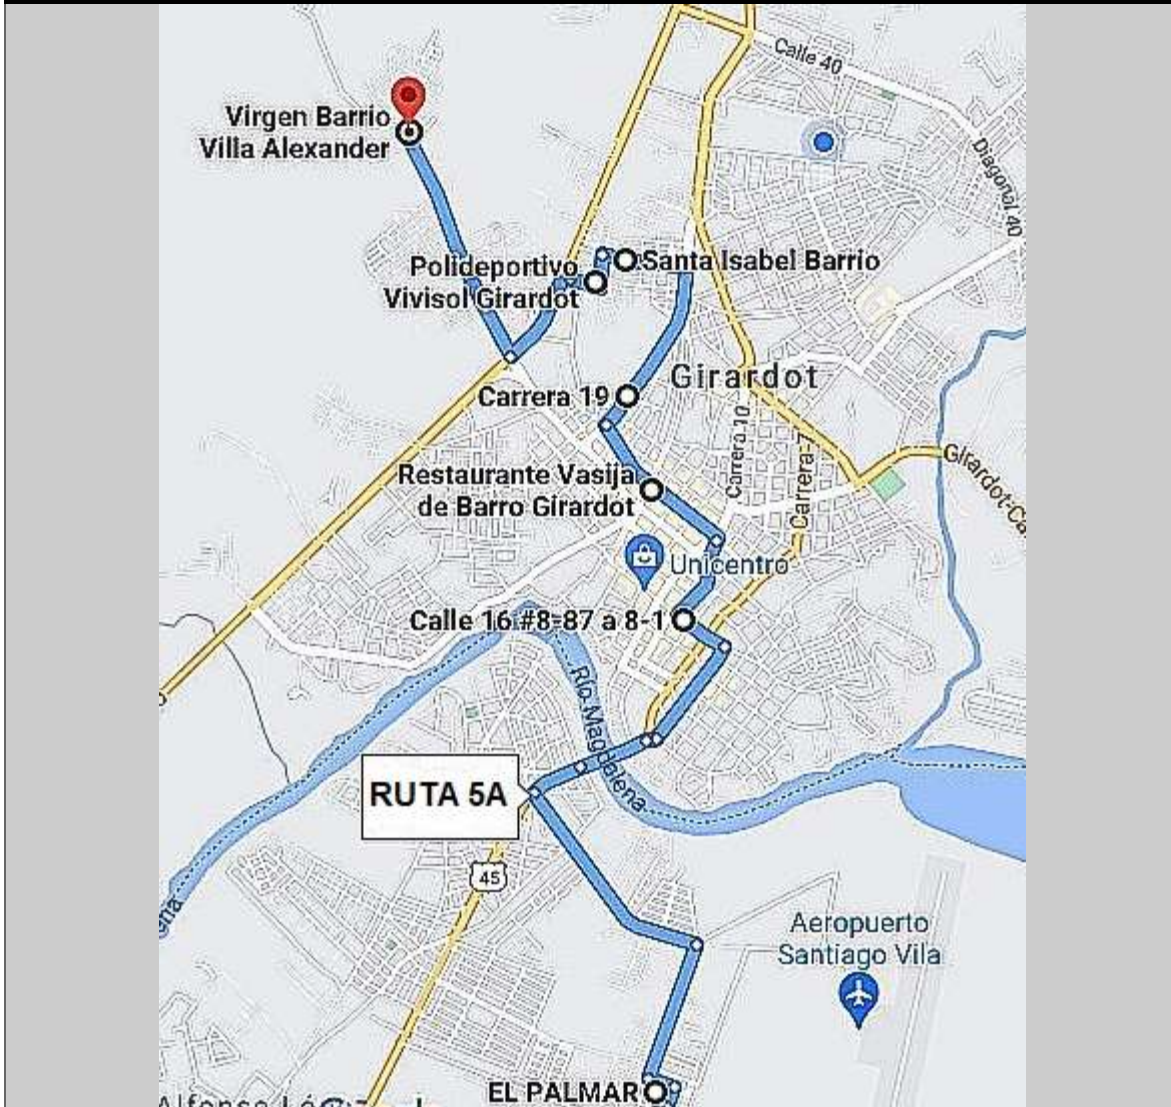 Calle 40
Virgen Barrio
Villa Alexander
Diagonal 40
Santa Isabel Barrio
Polideportivo
Vivisol Girardot
Girardot
Carrera 19
Carrera 10
Carrera 7
Girardot-Ca
Restaurante Vasija
de Barro Girardot
Unicentro
Calle 16 #8-87 a 8-1
Río Magdalena
RUTA 5A
45
ena
Aeropuerto
Santiago Vila
EL PALMAR